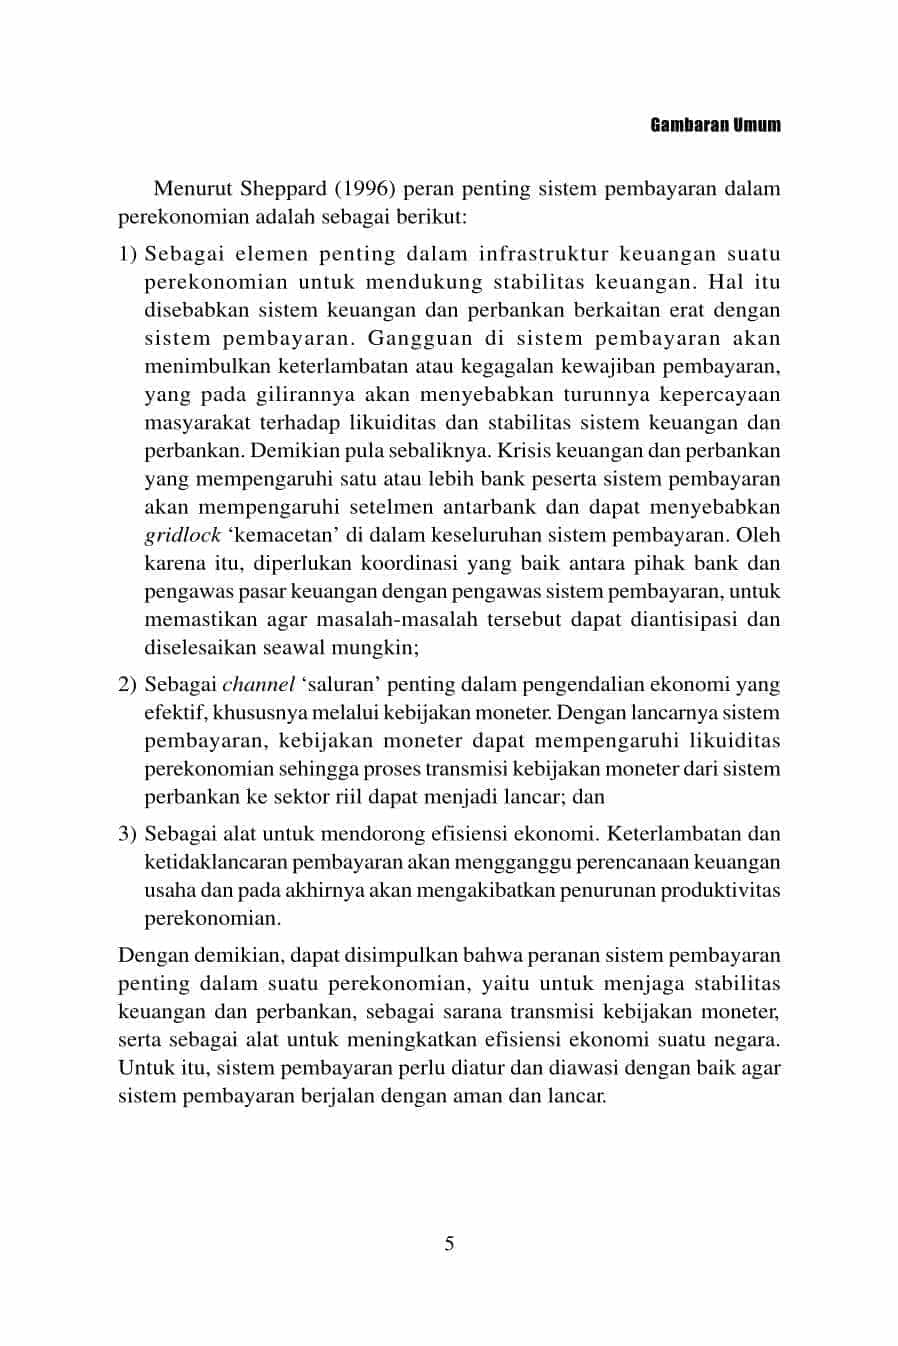 Gambaran Umum
Menurut Sheppard (1996) peran penting sistem pembayaran dalam
perekonomian adalah sebagai berikut:
1) Sebagai elemen penting dalam infrastruktur keuangan suatu
perekonomian untuk mendukung stabilitas keuangan. Hal itu
disebabkan sistem keuangan dan perbankan berkaitan erat dengan
sistem pembayaran. Gangguan di sistem pembayaran akan
menimbulkan keterlambatan atau kegagalan kewajiban pembayaran,
yang pada gilirannya akan menyebabkan turunnya kepercayaan
masyarakat terhadap likuiditas dan stabilitas sistem keuangan dan
perbankan. Demikian pula sebaliknya. Krisis keuangan dan perbankan
yang mempengaruhi satu atau lebih bank peserta sistem pembayaran
akan mempengaruhi setelmen antarbank dan dapat menyebabkan
gridlock ‘kemacetan’ di dalam keseluruhan sistem pembayaran. Oleh
karena itu, diperlukan koordinasi yang baik antara pihak bank dan
pengawas pasar keuangan dengan pengawas sistem pembayaran, untuk
memastikan agar masalah-masalah tersebut dapat diantisipasi dan
diselesaikan seawal mungkin;
2) Sebagai channel ‘saluran’ penting dalam pengendalian ekonomi yang
efektif, khususnya melalui kebijakan moneter. Dengan lancarnya sistem
pembayaran, kebijakan moneter dapat mempengaruhi likuiditas
perekonomian sehingga proses transmisi kebijakan moneter dari sistem
perbankan ke sektor riil dapat menjadi lancar; dan
3) Sebagai alat untuk mendorong efisiensi ekonomi. Keterlambatan dan
ketidaklancaran pembayaran akan mengganggu perencanaan keuangan
usaha dan pada akhirnya akan mengakibatkan penurunan produktivitas
perekonomian.
Dengan demikian, dapat disimpulkan bahwa peranan sistem pembayaran
penting dalam suatu perekonomian, yaitu untuk menjaga stabilitas
keuangan dan perbankan, sebagai sarana transmisi kebijakan moneter,
serta sebagai alat untuk meningkatkan efisiensi ekonomi suatu negara.
Untuk itu, sistem pembayaran perlu diatur dan diawasi dengan baik agar
sistem pembayaran berjalan dengan aman dan lancar.
5